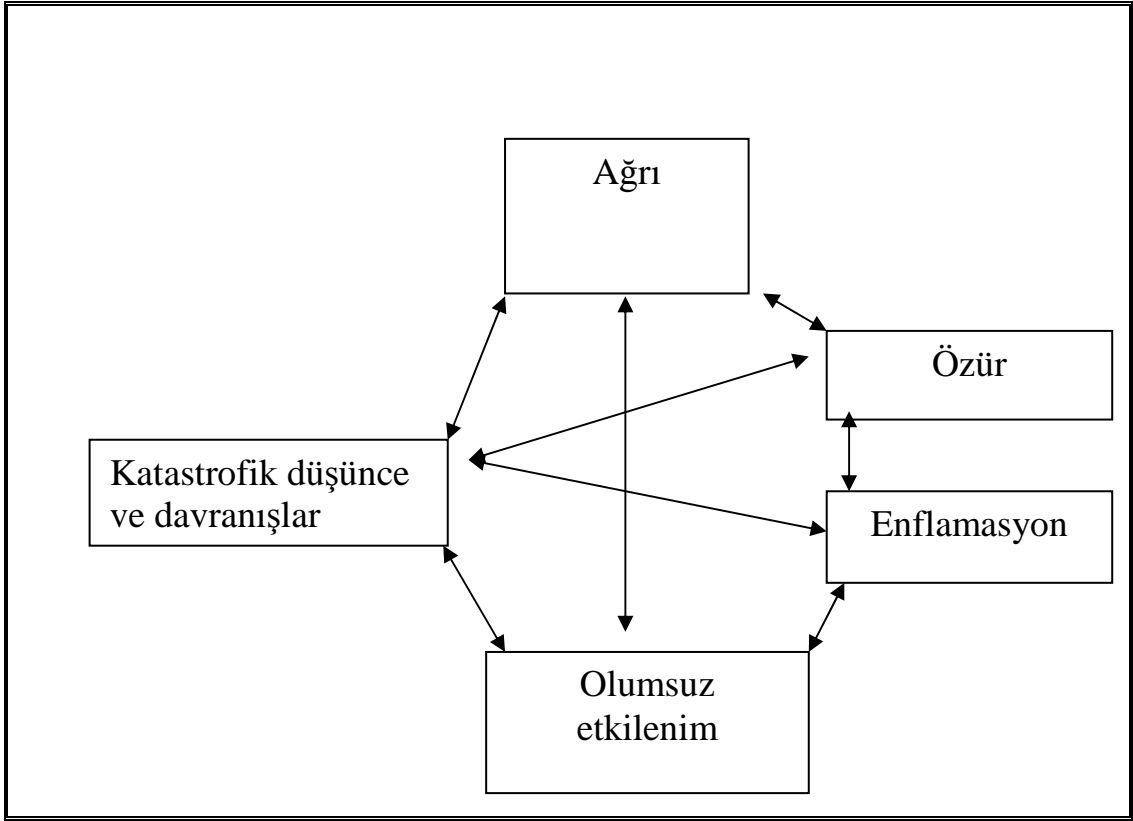 Ağrı
Özür
Katastrofik düşünce
ve davranışlar
Enflamasyon
Olumsuz
etkilenim